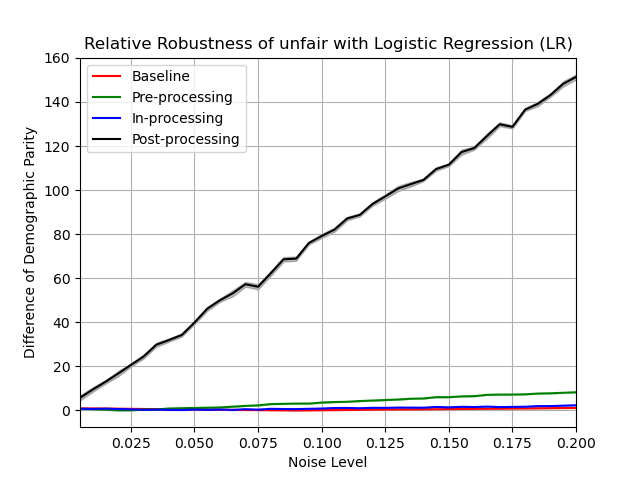 Relative Robustness of unfair with Logistic Regression (LR)
Difference of Demographic Parity
160
140
120
100
80
60
40
20
0
Baseline
Pre-processing
In-processing
Post-processing
0.025 0.050 0.075 0.100 0.125 0.150 0.175 0.200
Noise Level